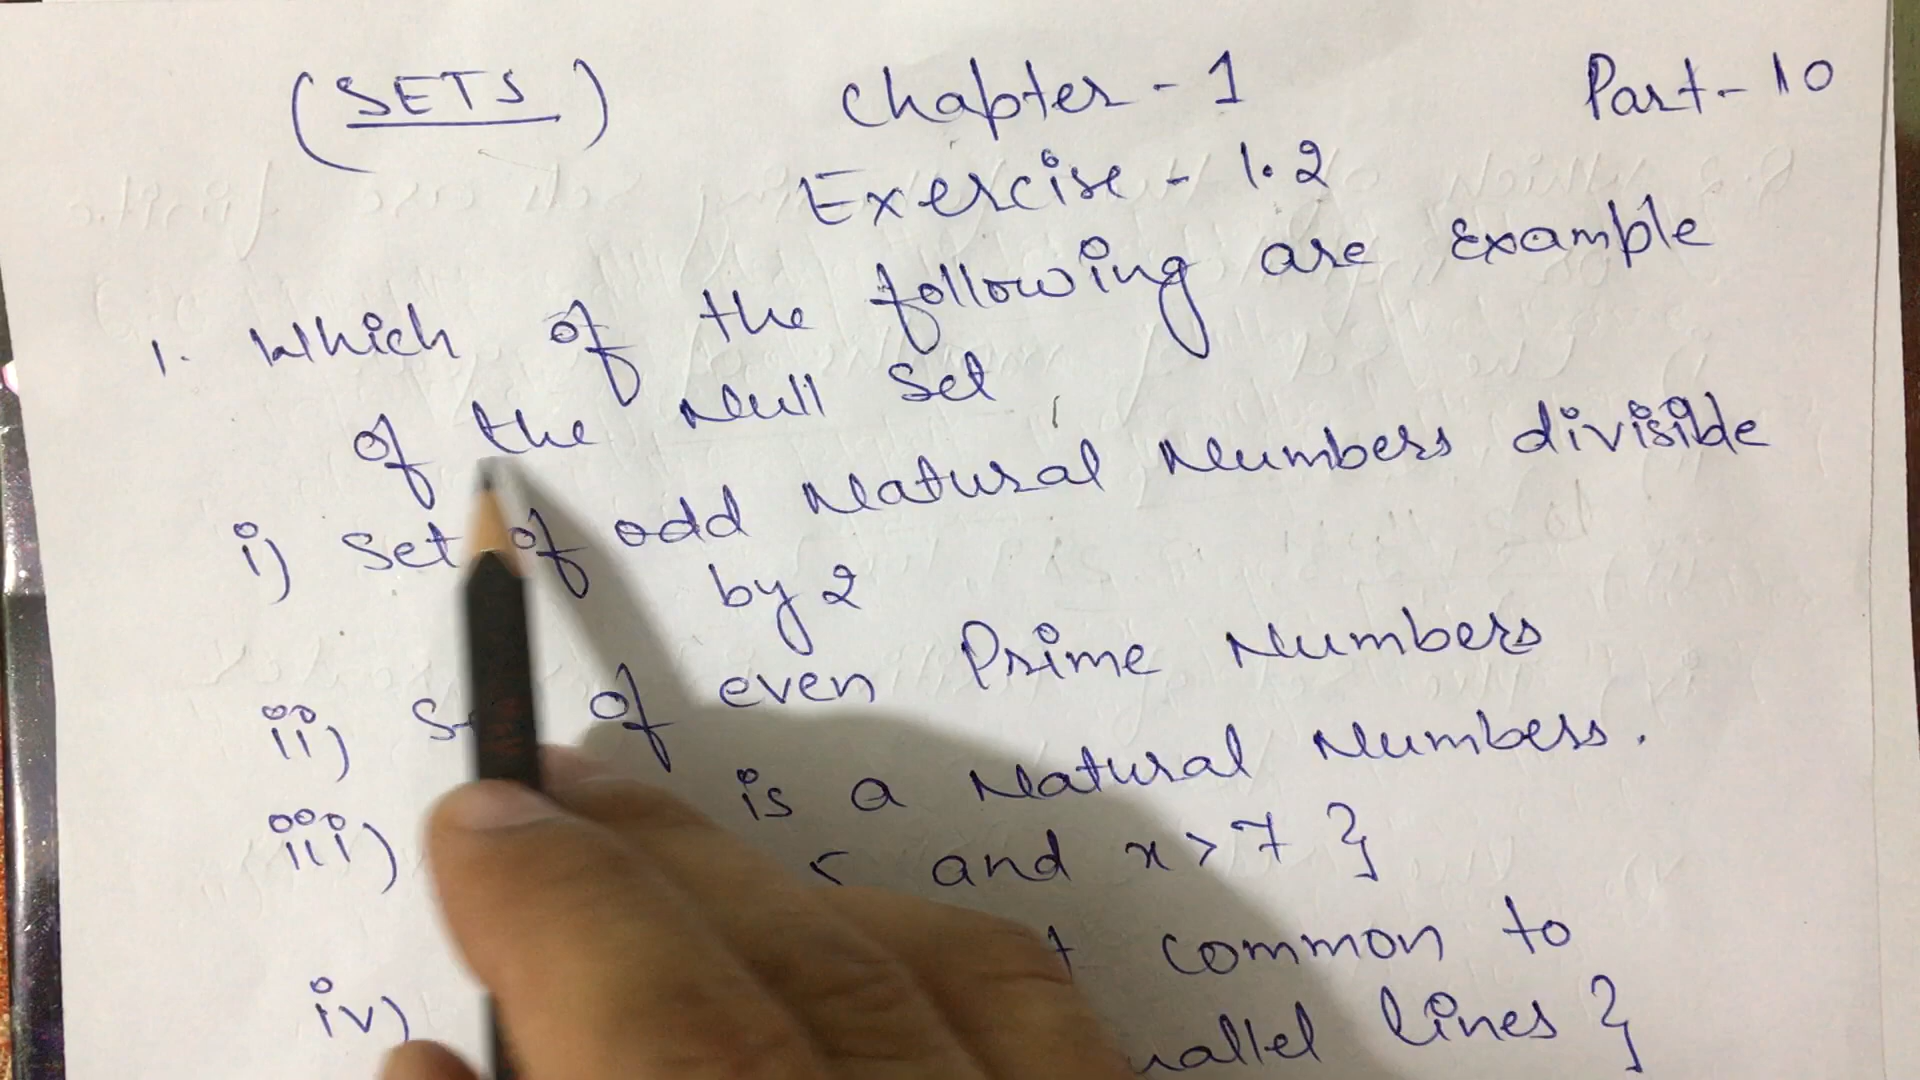 (SETS) Chapter - 1 Part - 10
Exercise - 1.2
1. Which of the following are example
of the Null Set
i) Set of odd Natural Numbers divisible
by 2
ii) of even Prime Numbers
iii) is a Natural Numbers.
and x > 7 }
iv) common to
lines }